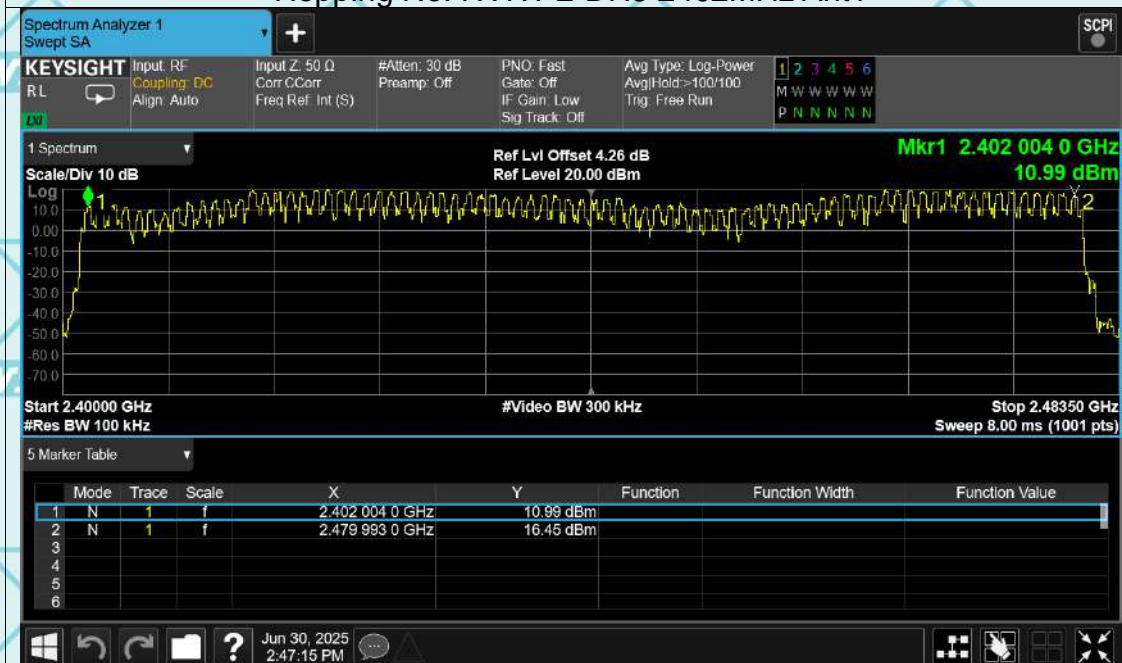 Spectrum Analyzer 1
Swept SA
+
SCPI
KEYSIGHT
RL
LXI
Input: RF
Coupling: DC
Align: Auto
Input Z: 50 Ω
Corr CCorr
Freq Ref: Int (S)
#Atten: 30 dB
Preamp: Off
PNO: Fast
Gate: Off
IF Gain: Low
Sig Track: Off
Avg Type: Log-Power
Avg|Hold:>100/100
Trig: Free Run
1 2 3 4 5 6
M W W W W W
P N N N N N
1 Spectrum
Scale/Div 10 dB
Ref Lvl Offset 4.26 dB
Ref Level 20.00 dBm
Mkr1 2.402 004 0 GHz
10.99 dBm
Log
1
2
10.0
0.00
-10.0
-20.0
-30.0
-40.0
-50.0
-60.0
-70.0
Start 2.40000 GHz
#Res BW 100 kHz
#Video BW 300 kHz
Stop 2.48350 GHz
Sweep 8.00 ms (1001 pts)
5 Marker Table
Mode Trace Scale X Y Function Function Width Function Value
1 N 1 f 2.402 004 0 GHz 10.99 dBm
2 N 1 f 2.479 993 0 GHz 16.45 dBm
3
4
5
6
?
Jun 30, 2025
2:47:15 PM